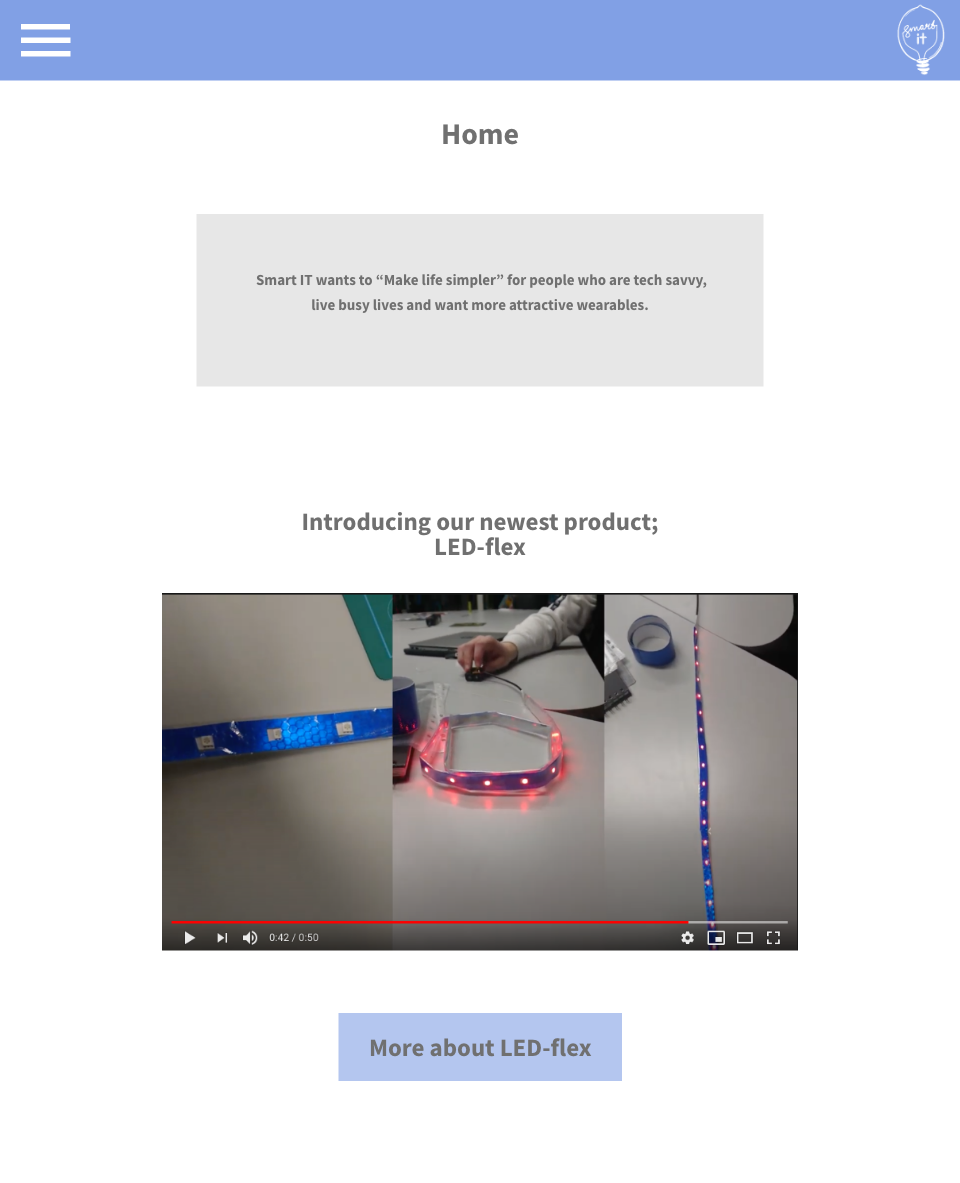 smart
it
Home
Smart IT wants to “Make life simpler” for people who are tech savvy,
live busy lives and want more attractive wearables.
Introducing our newest product;
LED-flex
0:42 / 0:50
More about LED-flex